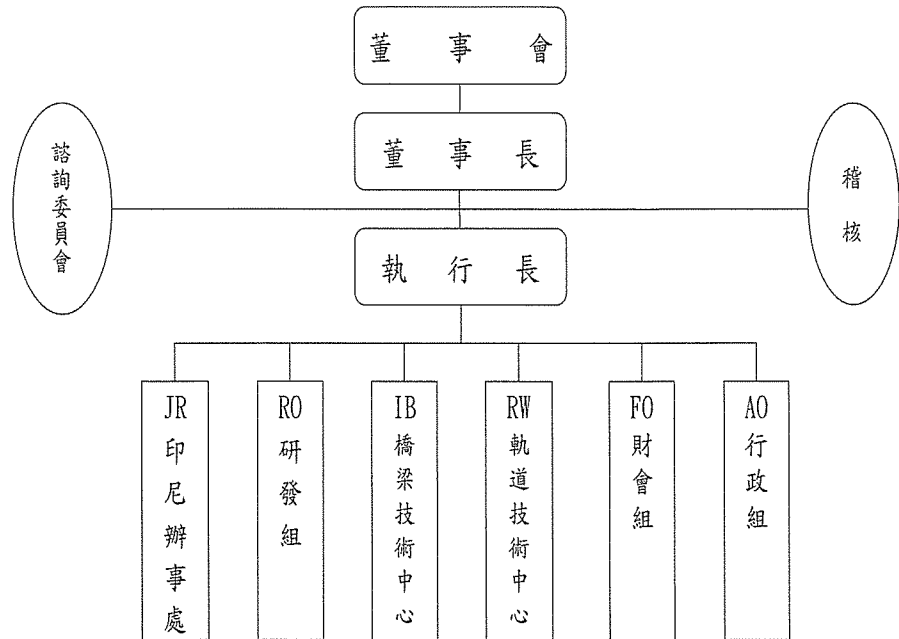 董事會
董事長
諮詢委員會
稽核
執行長
JR印尼辦事處
RO研發組
IB橋梁技術中心
RW軌道技術中心
FO財會組
AO行政組